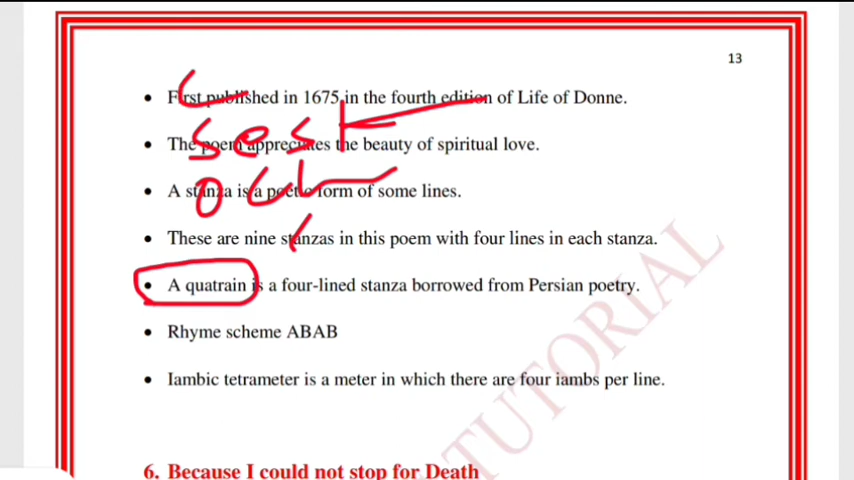 13
• First published in 1675,in the fourth edition of Life of Donne.
sest
• The poem appreciates the beauty of spiritual love.
• A stanza is a poetic form of some lines.
• These are nine stanzas in this poem with four lines in each stanza.
• A quatrain is a four-lined stanza borrowed from Persian poetry.
• Rhyme scheme ABAB
• Iambic tetrameter is a meter in which there are four iambs per line.
6. Because I could not stop for Death
TUTORIAL